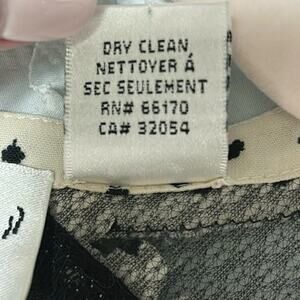 DRY CLEAN
NETTOYER Á
SEC SEULEMENT
RN# 66170
CA# 32054